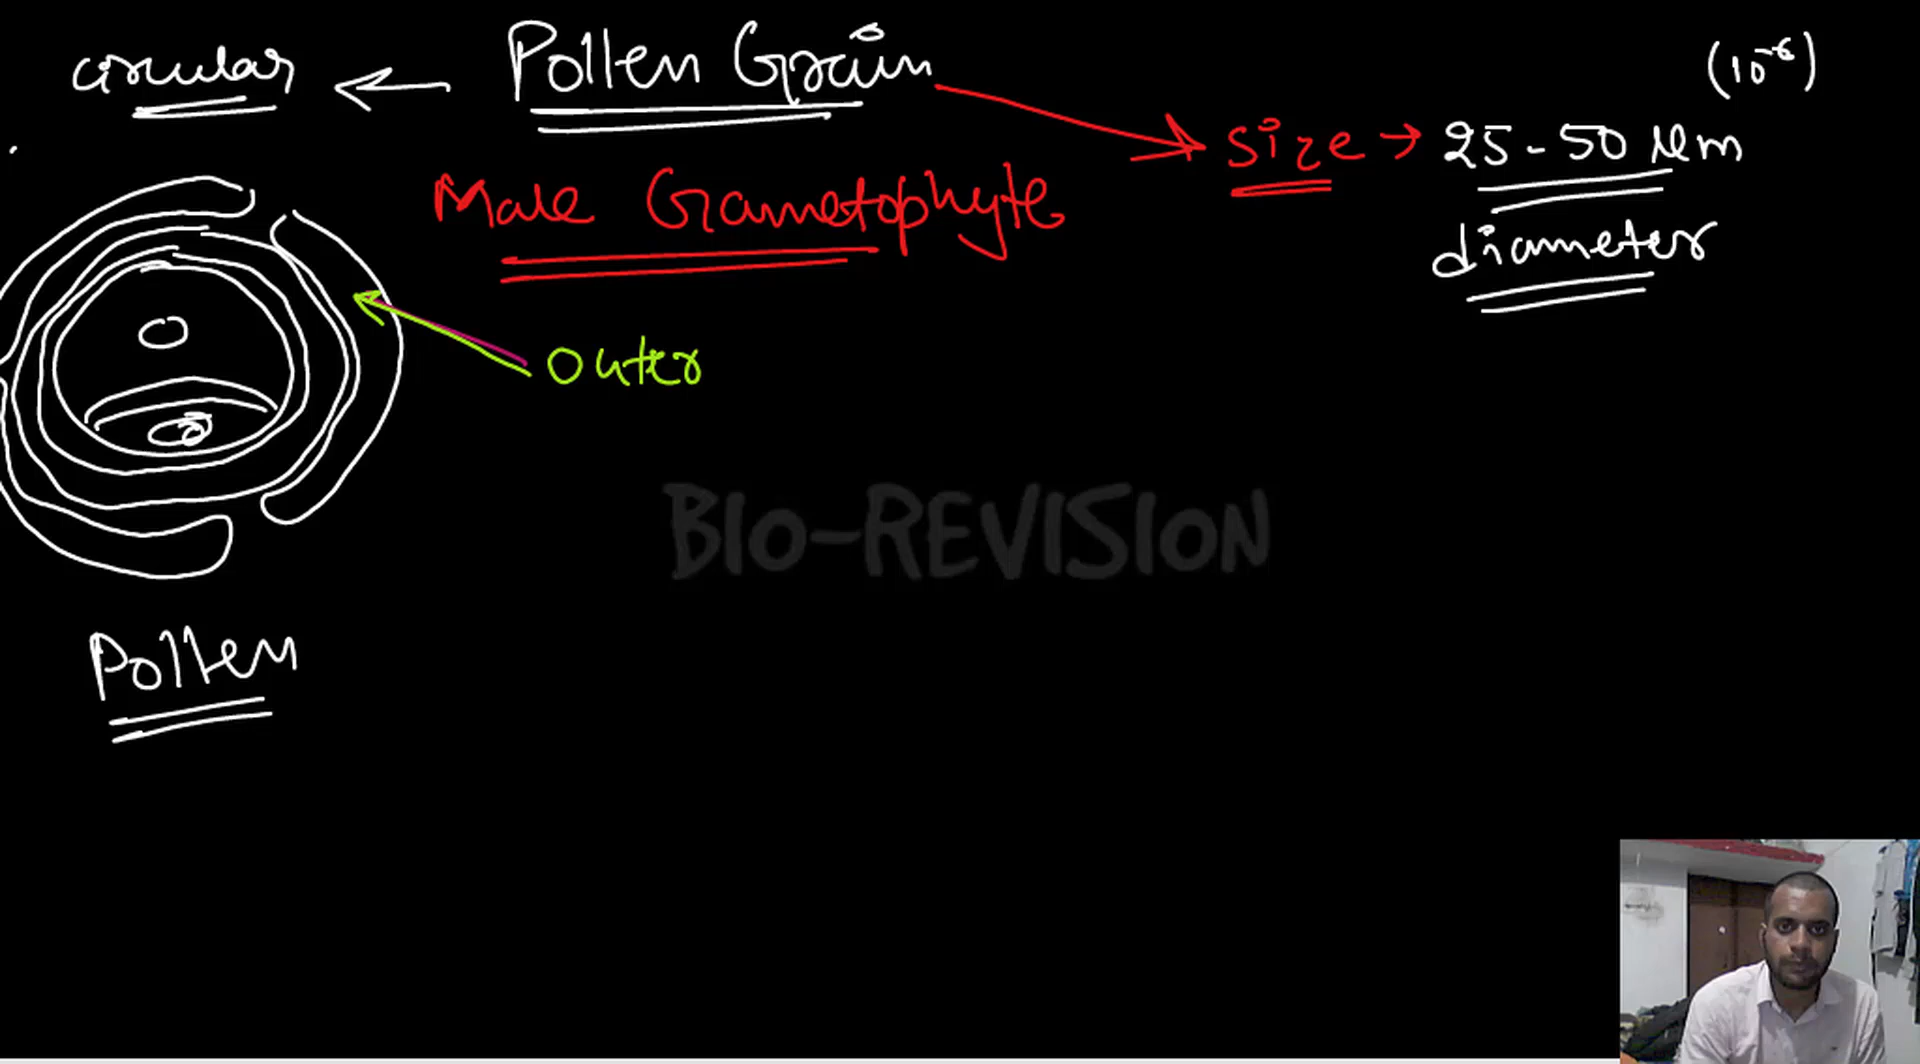 circular ← Pollen Grain
(10⁻⁶)
Size → 25 - 50 μm
diameter
Male Gametophyte
Outer
BIO-REVISION
Pollen